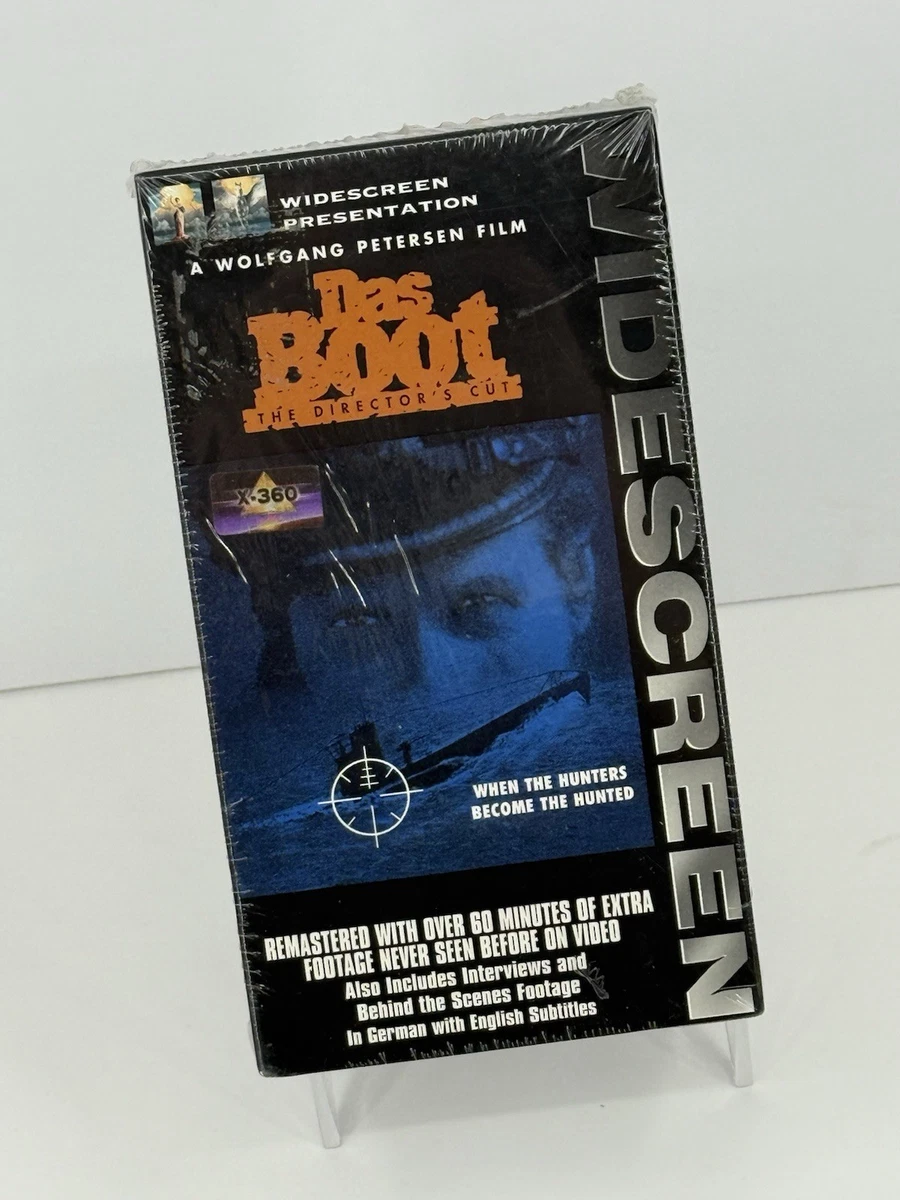 WIDESCREEN
PRESENTATION
A WOLFGANG PETERSEN FILM
Das
Boot
THE DIRECTOR'S CUT
X-360
WHEN THE HUNTERS
BECOME THE HUNTED
REMASTERED WITH OVER 60 MINUTES OF EXTRA
FOOTAGE NEVER SEEN BEFORE ON VIDEO
Also Includes Interviews and
Behind the Scenes Footage
In German with English Subtitles
WIDESCREEN